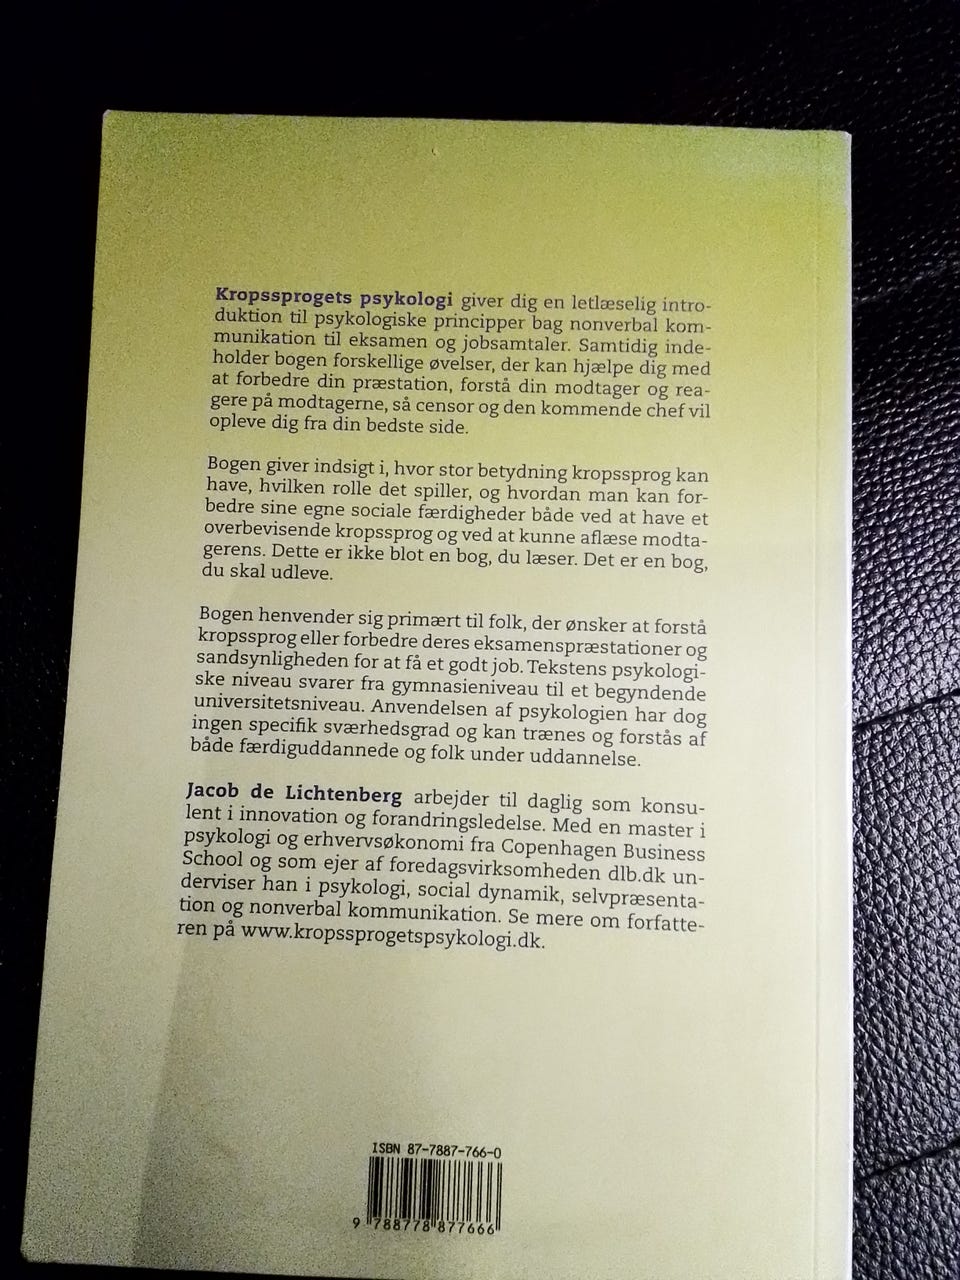 Kropssprogets psykologi giver dig en letlæselig intro-
duktion til psykologiske principper bag nonverbal kom-
munikation til eksamen og jobsamtaler. Samtidig inde-
holder bogen forskellige øvelser, der kan hjælpe dig med
at forbedre din præstation, forstå din modtager og rea-
gere på modtagerne, så censor og den kommende chef vil
opleve dig fra din bedste side.
Bogen giver indsigt i, hvor stor betydning kropssprog kan
have, hvilken rolle det spiller, og hvordan man kan for-
bedre sine egne sociale færdigheder både ved at have et
overbevisende kropssprog og ved at kunne aflæse modta-
gerens. Dette er ikke blot en bog, du læser. Det er en bog,
du skal udleve.
Bogen henvender sig primært til folk, der ønsker at forstå
kropssprog eller forbedre deres eksamenspræstationer og
sandsynligheden for at få et godt job. Tekstens psykologi-
ske niveau svarer fra gymnasieniveau til et begyndende
universitetsniveau. Anvendelsen af psykologien har dog
ingen specifik sværhedsgrad og kan trænes og forstås af
både færdiguddannede og folk under uddannelse.
Jacob de Lichtenberg arbejder til daglig som konsu-
lent i innovation og forandringsledelse. Med en master i
psykologi og erhvervsøkonomi fra Copenhagen Business
School og som ejer af foredagsvirksomheden dlb.dk un-
derviser han i psykologi, social dynamik, selvpræsenta-
tion og nonverbal kommunikation. Se mere om forfatte-
ren på www.kropssprogetspsykologi.dk.
ISBN 87-7887-766-0
9 788778 877666